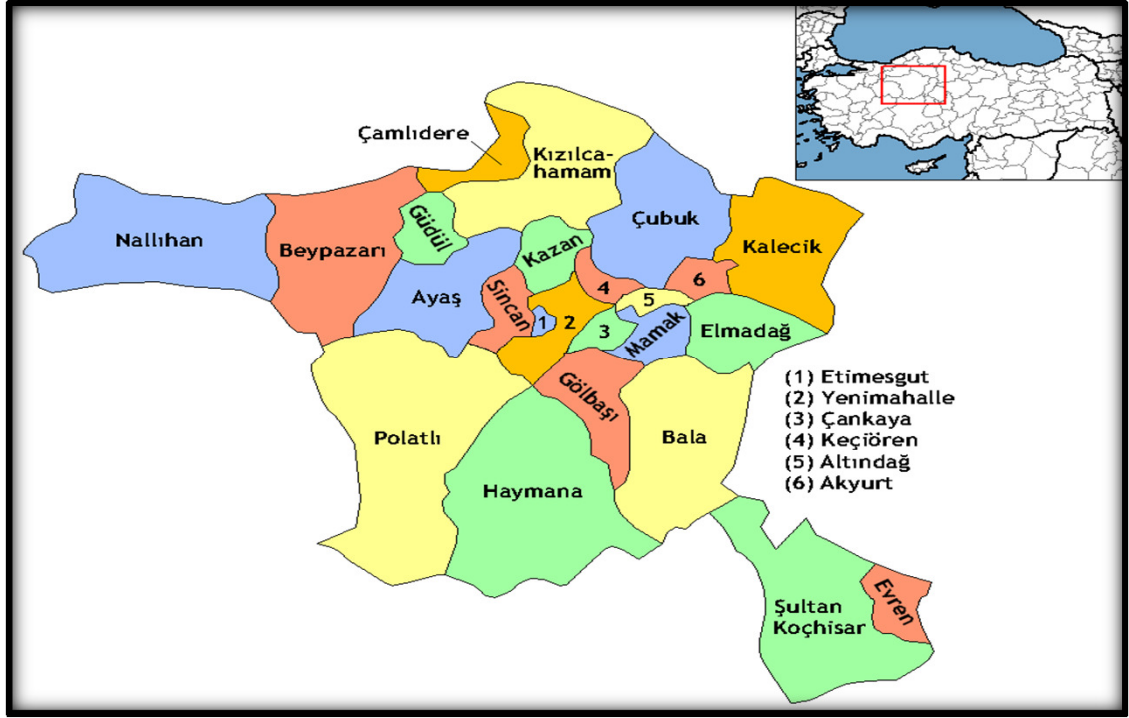 Çamlıdere
Kızılca-
hamam
Güdül
Çubuk
Nallıhan
Beypazarı
Kazan
Kalecik
Ayaş
Sincan
4
6
5
1
2
3
Mamak
Elmadağ
Gölbaşı
Polatlı
Bala
Haymana
(1) Etimesgut
(2) Yenimahalle
(3) Çankaya
(4) Keçiören
(5) Altındağ
(6) Akyurt
Şultan
Koçhisar
Evren